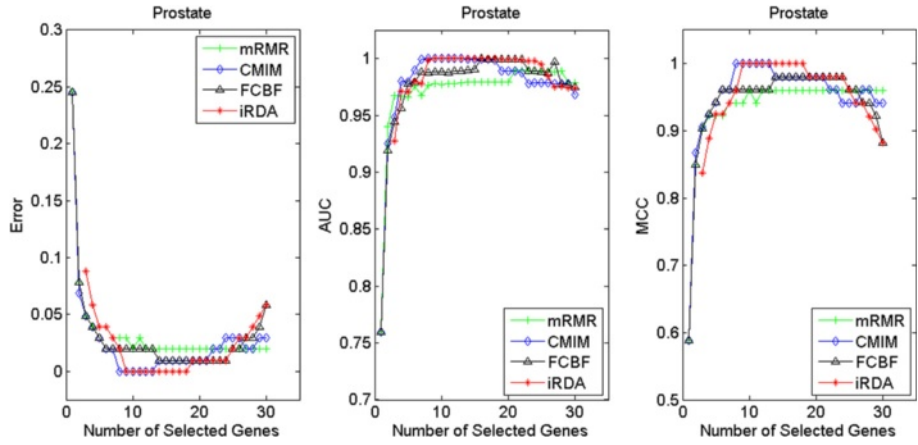 Prostate
0.3
0.25
0.2
0.15
0.1
0.05
0
Error
mRMR
CMIM
FCBF
iRDA
0 10 20 30
Number of Selected Genes
Prostate
1
0.95
0.9
0.85
0.8
0.75
0.7
AUC
mRMR
CMIM
FCBF
iRDA
0 10 20 30
Number of Selected Genes
Prostate
1
0.9
0.8
0.7
0.6
0.5
MCC
mRMR
CMIM
FCBF
iRDA
0 10 20 30
Number of Selected Genes